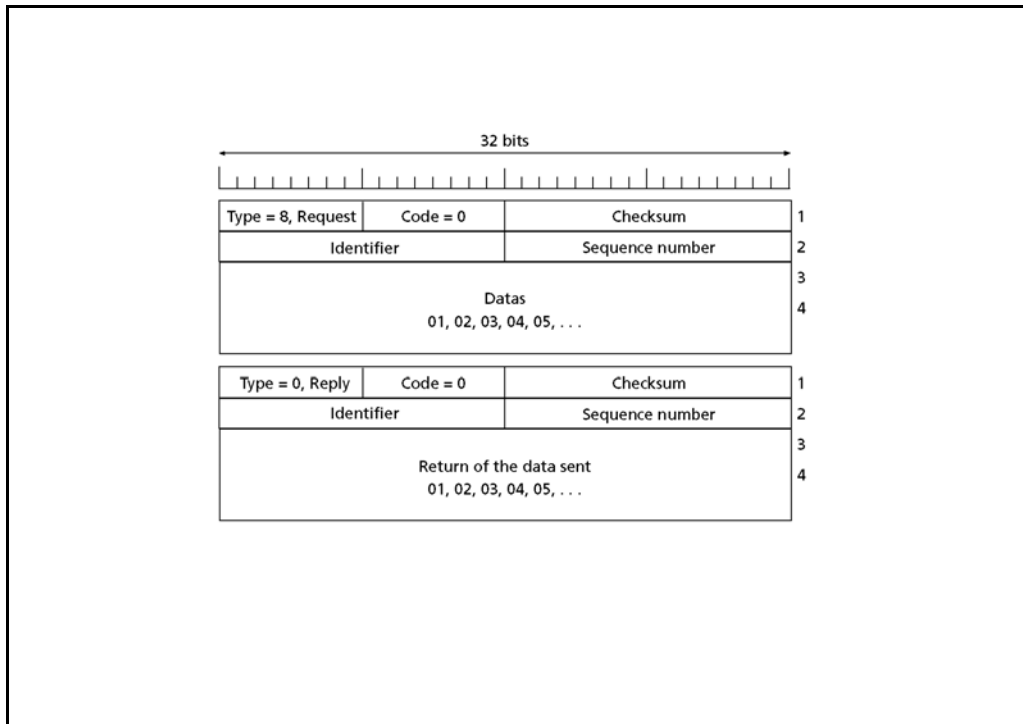 32 bits
Type = 8, Request Code = 0 Checksum 1
Identifier Sequence number 2
3
Datas 4
01, 02, 03, 04, 05, . . .
Type = 0, Reply Code = 0 Checksum 1
Identifier Sequence number 2
3
Return of the data sent 4
01, 02, 03, 04, 05, . . .